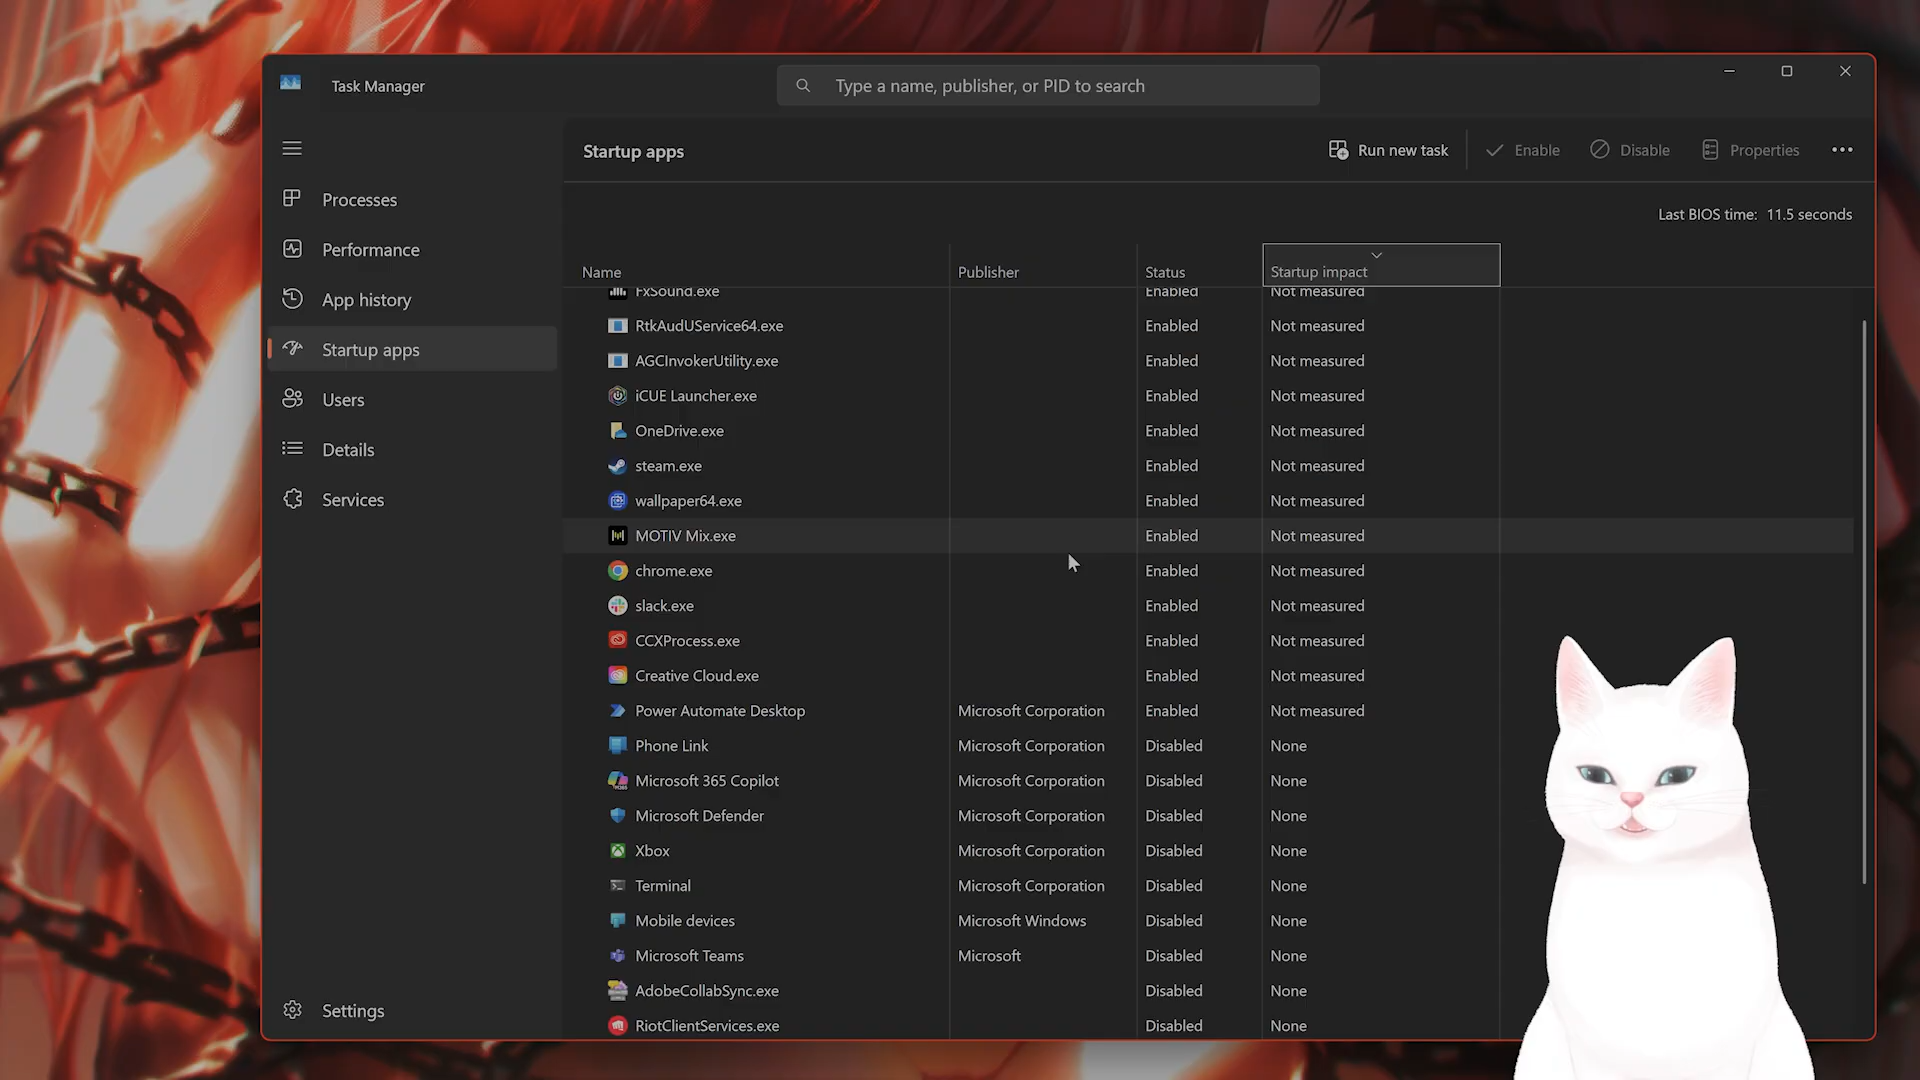 Task Manager
Type a name, publisher, or PID to search
Startup apps
Run new task
Enable
Disable
Properties
Last BIOS time: 11.5 seconds
Processes
Performance
App history
Startup apps
Users
Details
Services
Settings
Name Publisher Status Startup impact
FxSound.exe Enabled Not measured
RtkAudUService64.exe Enabled Not measured
AGCInvokerUtility.exe Enabled Not measured
iCUE Launcher.exe Enabled Not measured
OneDrive.exe Enabled Not measured
steam.exe Enabled Not measured
wallpaper64.exe Enabled Not measured
MOTIV Mix.exe Enabled Not measured
chrome.exe Enabled Not measured
slack.exe Enabled Not measured
CCXProcess.exe Enabled Not measured
Creative Cloud.exe Enabled Not measured
Power Automate Desktop Microsoft Corporation Enabled Not measured
Phone Link Microsoft Corporation Disabled None
Microsoft 365 Copilot Microsoft Corporation Disabled None
Microsoft Defender Microsoft Corporation Disabled None
Xbox Microsoft Corporation Disabled None
Terminal Microsoft Corporation Disabled None
Mobile devices Microsoft Windows Disabled None
Microsoft Teams Microsoft Disabled None
AdobeCollabSync.exe Disabled None
RiotClientServices.exe Disabled None